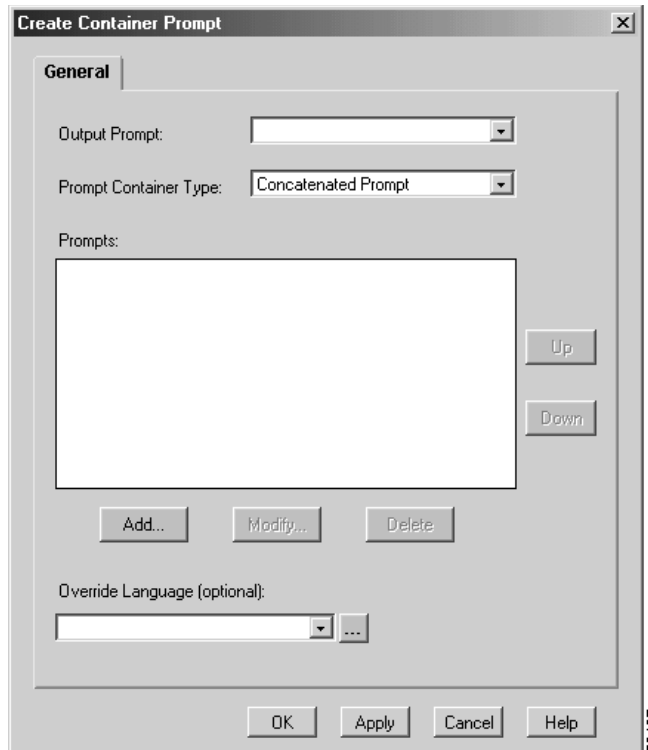 Create Container Prompt
General
Output Prompt:
Prompt Container Type: Concatenated Prompt
Prompts:
Up
Down
Add... Modify... Delete
Override Language (optional):
...
OK Apply Cancel Help